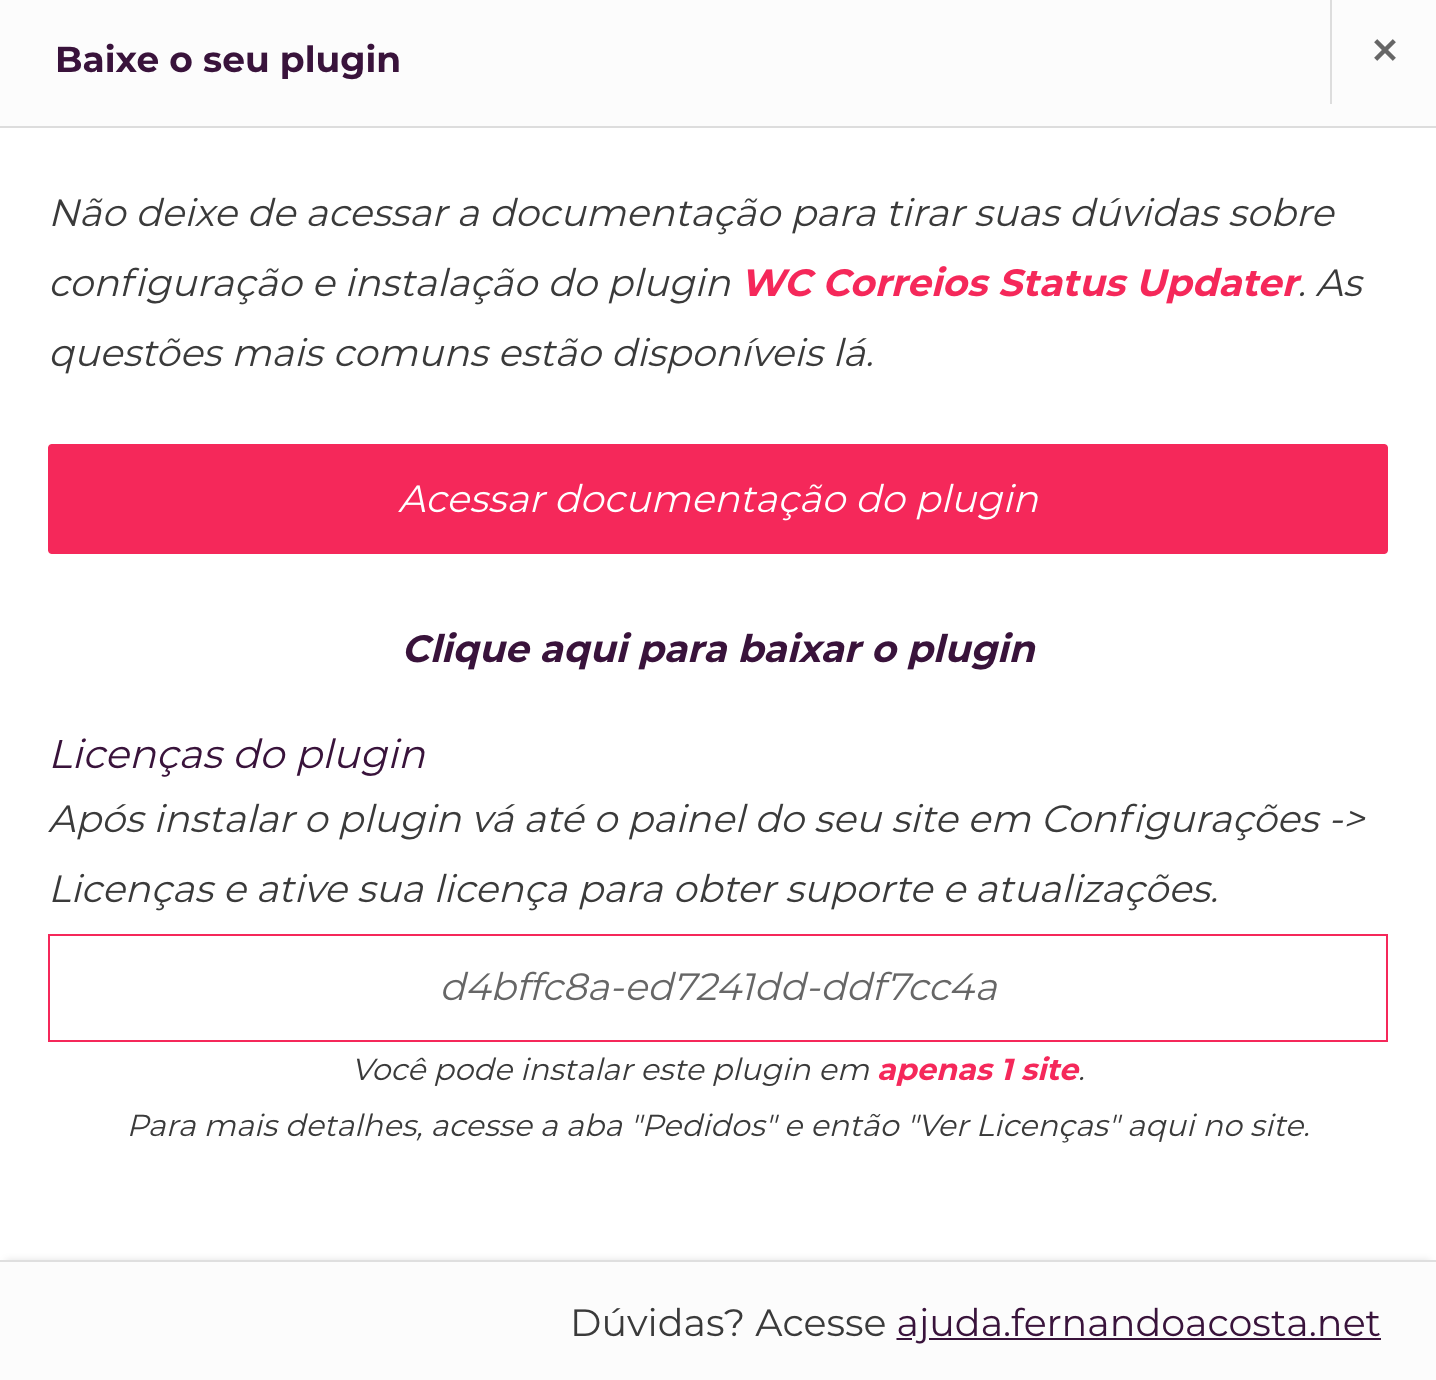 Baixe o seu plugin
×
Não deixe de acessar a documentação para tirar suas dúvidas sobre
configuração e instalação do plugin WC Correios Status Updater. As
questões mais comuns estão disponíveis lá.
Acessar documentação do plugin
Clique aqui para baixar o plugin
Licenças do plugin
Após instalar o plugin vá até o painel do seu site em Configurações ->
Licenças e ative sua licença para obter suporte e atualizações.
d4bffc8a-ed7241dd-ddf7cc4a
Você pode instalar este plugin em apenas 1 site.
Para mais detalhes, acesse a aba "Pedidos" e então "Ver Licenças" aqui no site.
Dúvidas? Acesse ajuda.fernandoacosta.net